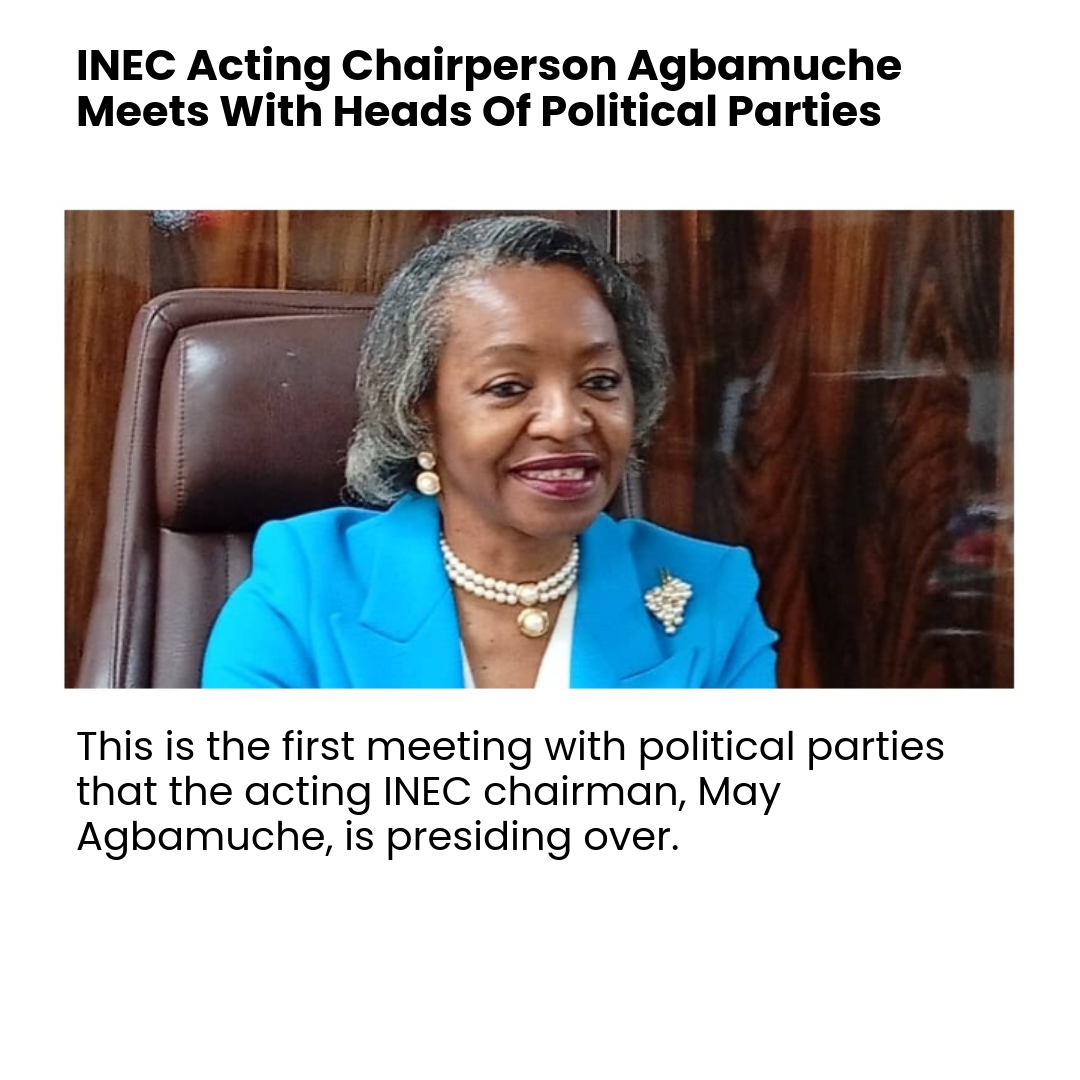 INEC Acting Chairperson Agbamuche
Meets With Heads Of Political Parties
This is the first meeting with political parties
that the acting INEC chairman, May
Agbamuche, is presiding over.